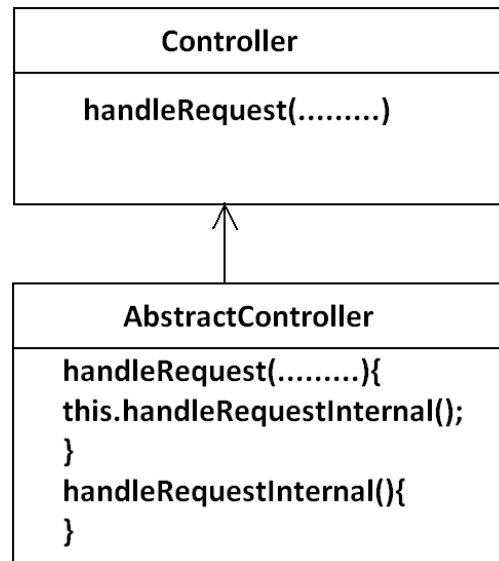 Controller
handleRequest(.........)
AbstractController
handleRequest(.........){
this.handleRequestInternal();
}
handleRequestInternal(){
}